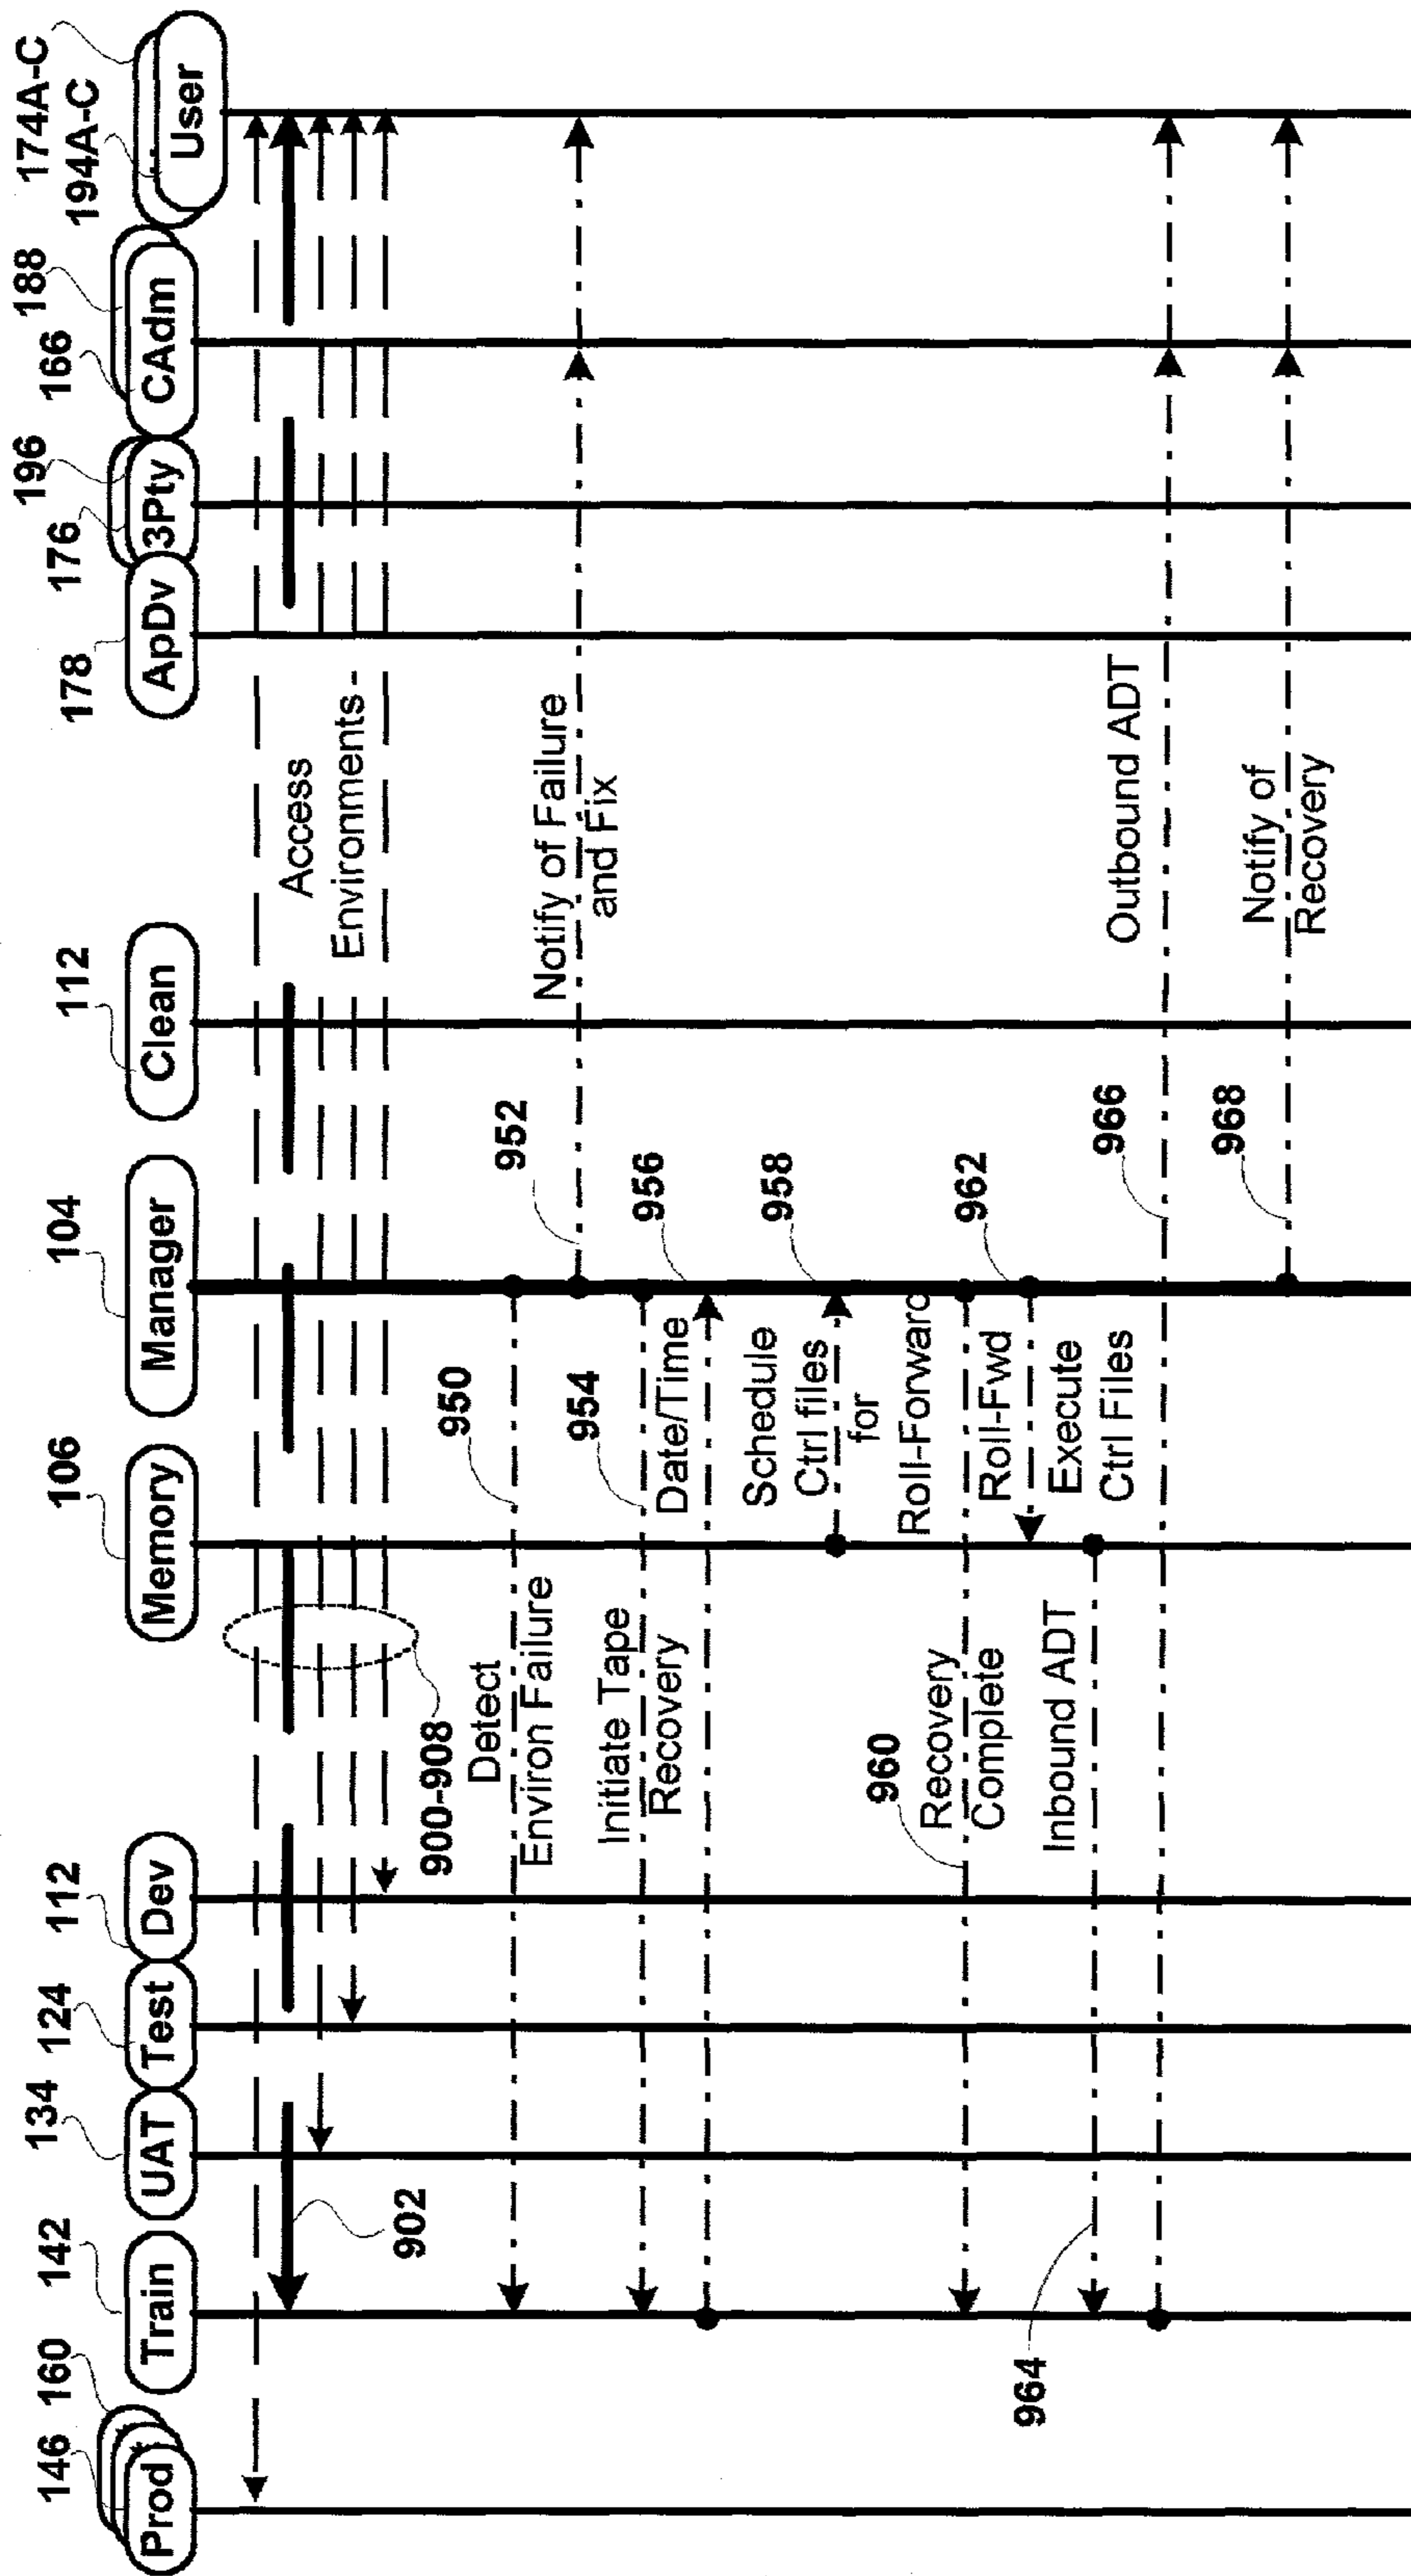 146
160
142
134
124
112
106
104
112
178
176
196
166
188
194A-C
174A-C
Prod
Train
UAT
Test
Dev
Memory
Manager
Clean
ApDv
3Pty
CAdm
User
902
900-908
Access
Environments
Detect
Environ Failure
950
952
Notify of Failure
and Fix
Initiate Tape
Recovery
954
Date/Time
956
Schedule
Ctrl files
for
Roll-Forward
958
960
Recovery
Complete
Roll-Fwd
Execute
Ctrl Files
962
964
Inbound ADT
966
Outbound ADT
968
Notify of
Recovery